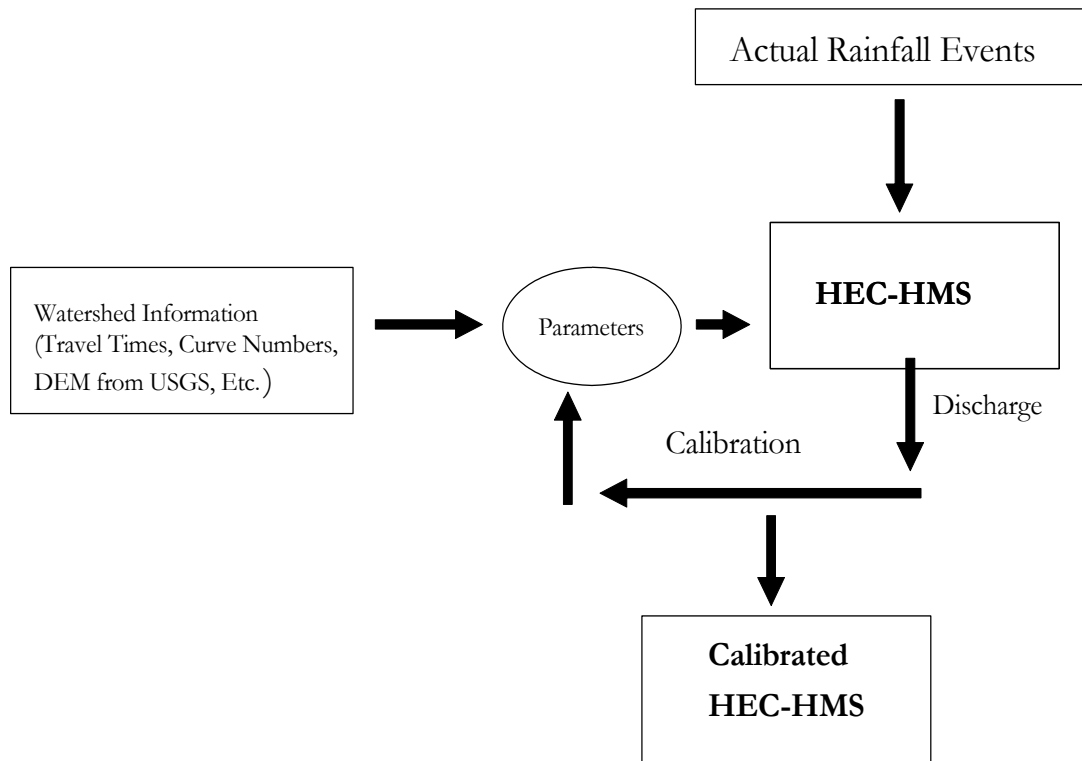 Actual Rainfall Events
HEC-HMS
Watershed Information
(Travel Times, Curve Numbers,
DEM from USGS, Etc.)
Parameters
Discharge
Calibration
Calibrated
HEC-HMS